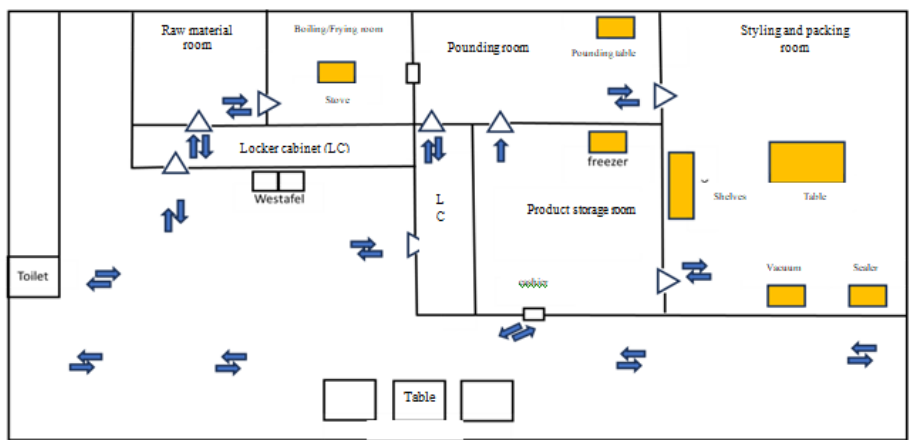 Raw material
room
Boiling/Frying room
Pounding room
Styling and packing
room
Pounding table
Stove
Locker cabinet (LC)
freezer
Westafel
L
C
Product storage room
Shelves
Table
Toilet
Vacuum
Sealer
Table